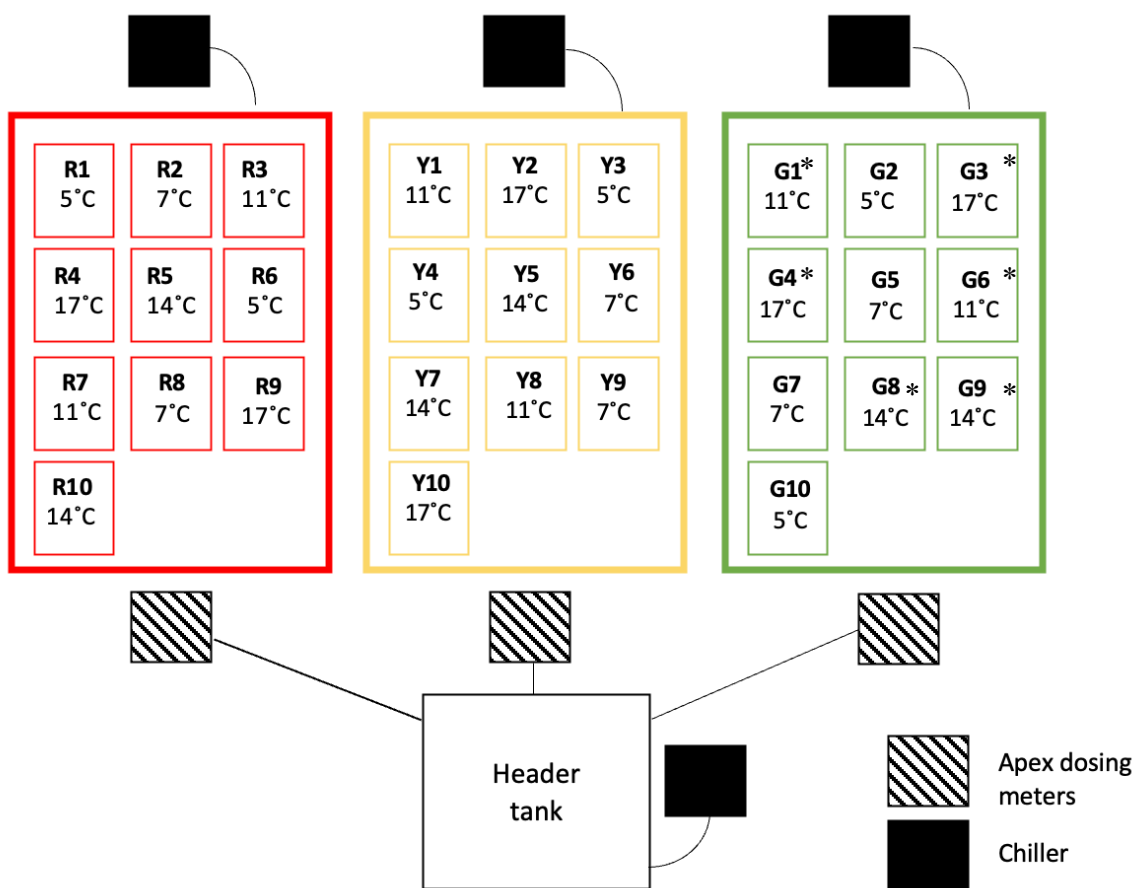 R1
5˚C
R2
7˚C
R3
11˚C
R4
17˚C
R5
14˚C
R6
5˚C
R7
11˚C
R8
7˚C
R9
17˚C
R10
14˚C
Y1
11˚C
Y2
17˚C
Y3
5˚C
Y4
5˚C
Y5
14˚C
Y6
7˚C
Y7
14˚C
Y8
11˚C
Y9
7˚C
Y10
17˚C
G1*
11˚C
G2
5˚C
G3 *
17˚C
G4*
17˚C
G5
7˚C
G6 *
11˚C
G7
7˚C
G8 *
14˚C
G9 *
14˚C
G10
5˚C
Header
tank
Apex dosing
meters
Chiller